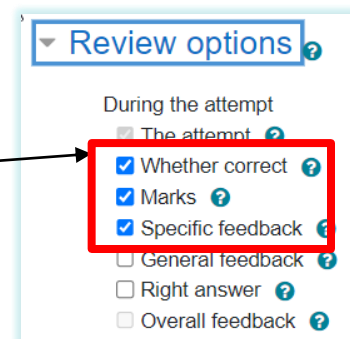 Review options
During the attempt
The attempt
Whether correct
Marks
Specific feedback
General feedback
Right answer
Overall feedback